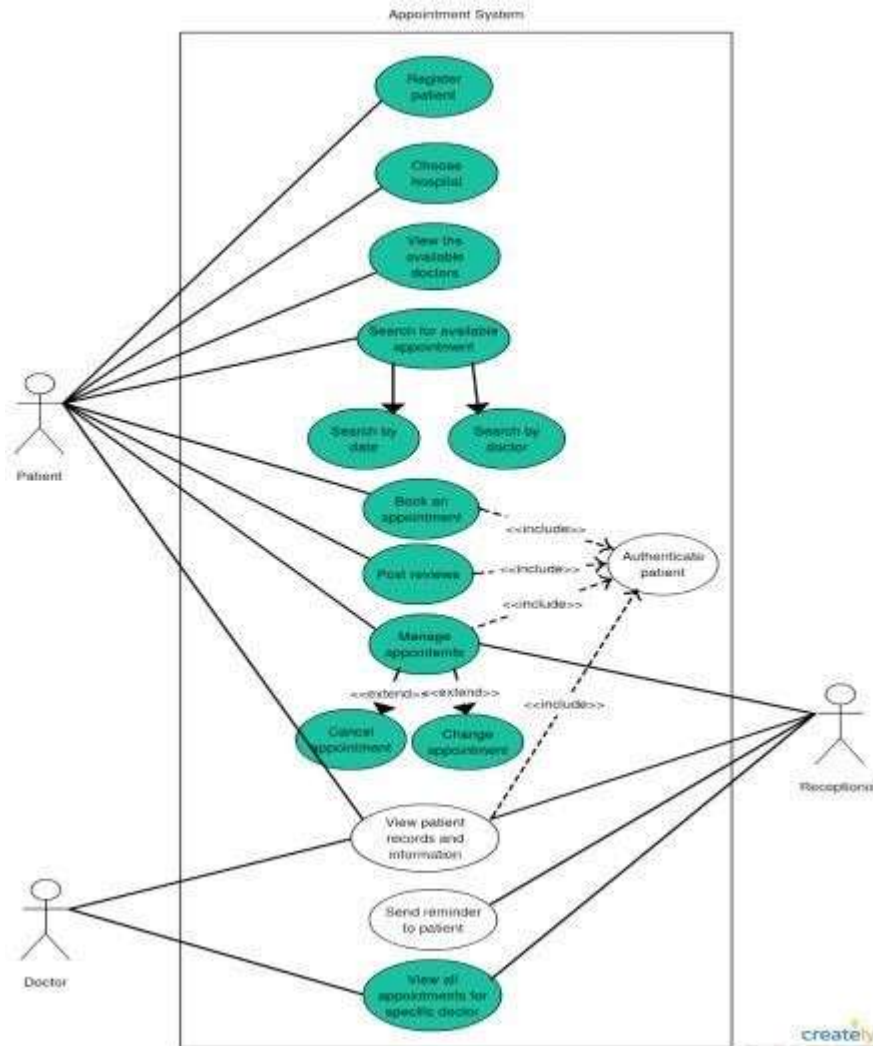 Appointment System
Register
patient
Choose
hospital
View the
available
doctors
Search for available
appointment
Search by
date
Search by
doctor
Book an
appointment
<<include>>
Authenticate
patient
Post reviews
<<include>>
<<include>>
Manage
appointemts
<<extend>>
<<extend>>
<<include>>
Cancel
appointment
Change
appointment
Patient
Receptionis
View patient
records and
information
Send reminder
to patient
Doctor
View all
appointments for
specific doctor
creately